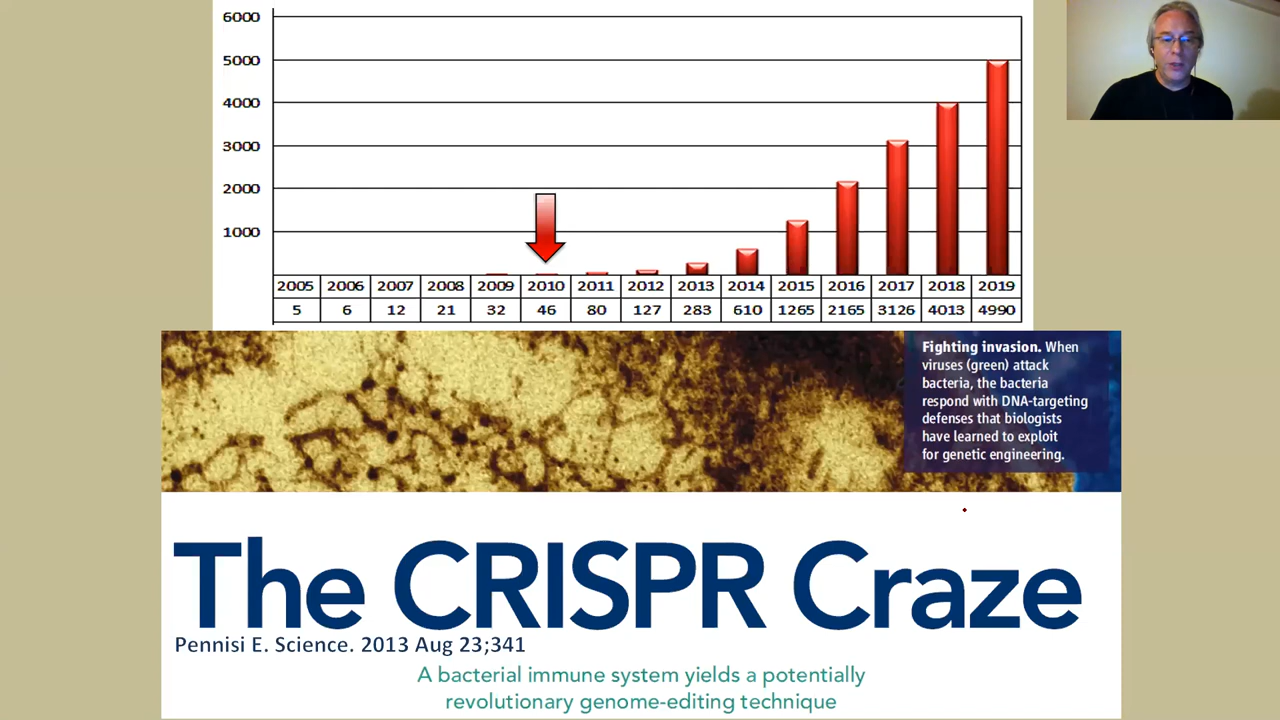 6000
5000
4000
3000
2000
1000
2005 2006 2007 2008 2009 2010 2011 2012 2013 2014 2015 2016 2017 2018 2019
5 6 12 21 32 46 80 127 283 610 1265 2165 3126 4013 4990
Fighting invasion. When
viruses (green) attack
bacteria, the bacteria
respond with DNA-targeting
defenses that biologists
have learned to exploit
for genetic engineering.
The CRISPR Craze
Pennisi E. Science. 2013 Aug 23;341
A bacterial immune system yields a potentially
revolutionary genome-editing technique